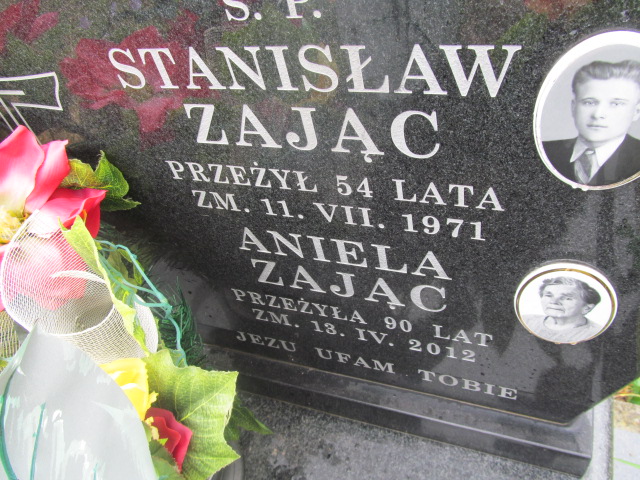 Ś. P.
STANISŁAW
ZAJĄC
PRZEŻYŁ 54 LATA
ZM. 11. VII. 1971
ANIELA
ZAJĄC
PRZEŻYŁA 90 LAT
ZM. 13. IV. 2012
JEZU UFAM TOBIE